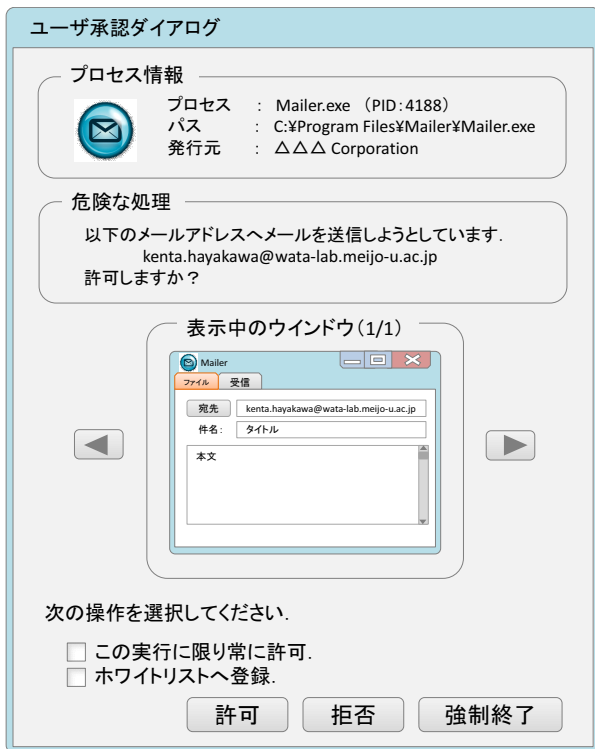 ユーザ承認ダイアログ
プロセス情報
プロセス : Mailer.exe （PID：4188）
パス : C:¥Program Files¥Mailer¥Mailer.exe
発行元 : △△△ Corporation
危険な処理
以下のメールアドレスへメールを送信しようとしています.
kenta.hayakawa@wata-lab.meijo-u.ac.jp
許可しますか？
表示中のウインドウ（1/1）
Mailer
ファイル 受信
宛先 kenta.hayakawa@wata-lab.meijo-u.ac.jp
件名： タイトル
本文
次の操作を選択してください.
この実行に限り常に許可.
ホワイトリストへ登録.
許可 拒否 強制終了